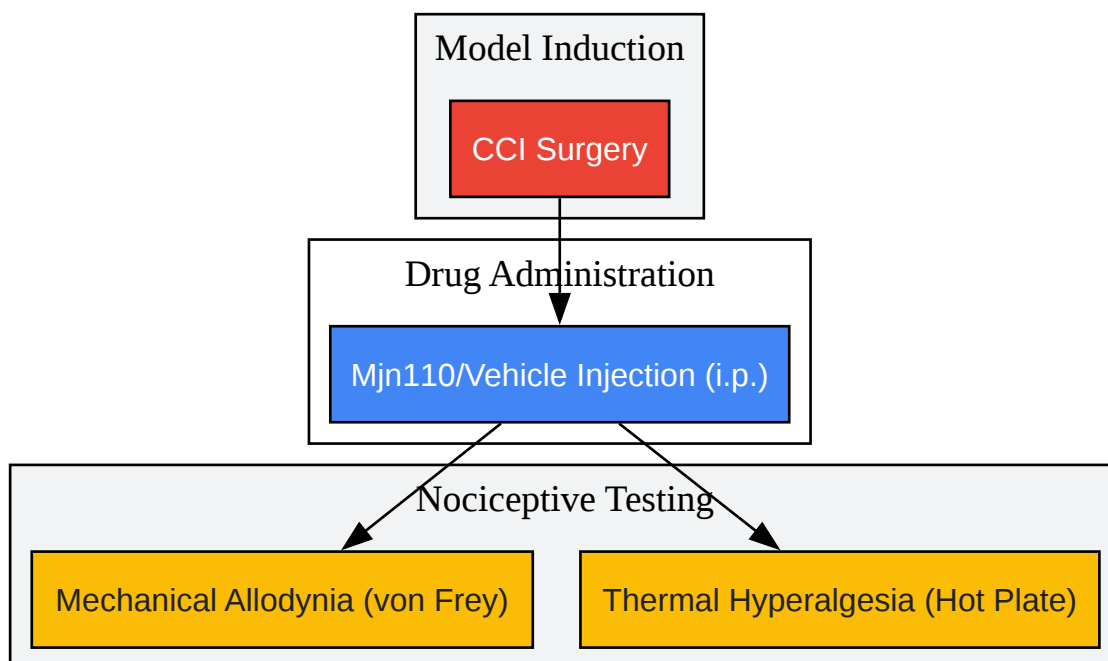 Model Induction
CCI Surgery
Drug Administration
Mjn110/Vehicle Injection (i.p.)
Nociceptive Testing
Mechanical Allodynia (von Frey)
Thermal Hyperalgesia (Hot Plate)